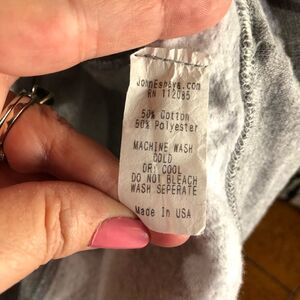 JohnEshaya.com
RN 112085
50% Cotton
50% Polyester
MACHINE WASH
COLD
DRY COOL
DO NOT BLEACH
WASH SEPERATE
Made In USA